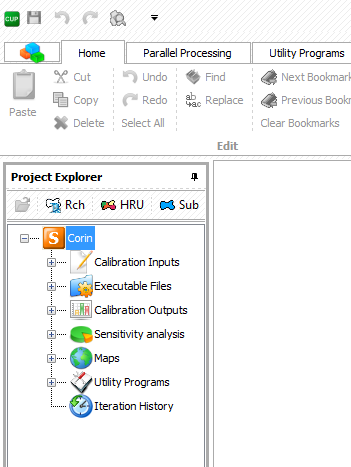 CUP
Home Parallel Processing Utility Programs
Paste Cut Undo Find Next Bookmar
Copy Redo Replace Previous Bookm
Delete Select All Clear Bookmarks
Edit
Project Explorer
Rch HRU Sub
S Corin
Calibration Inputs
Executable Files
Calibration Outputs
Sensitivity analysis
Maps
Utility Programs
Iteration History